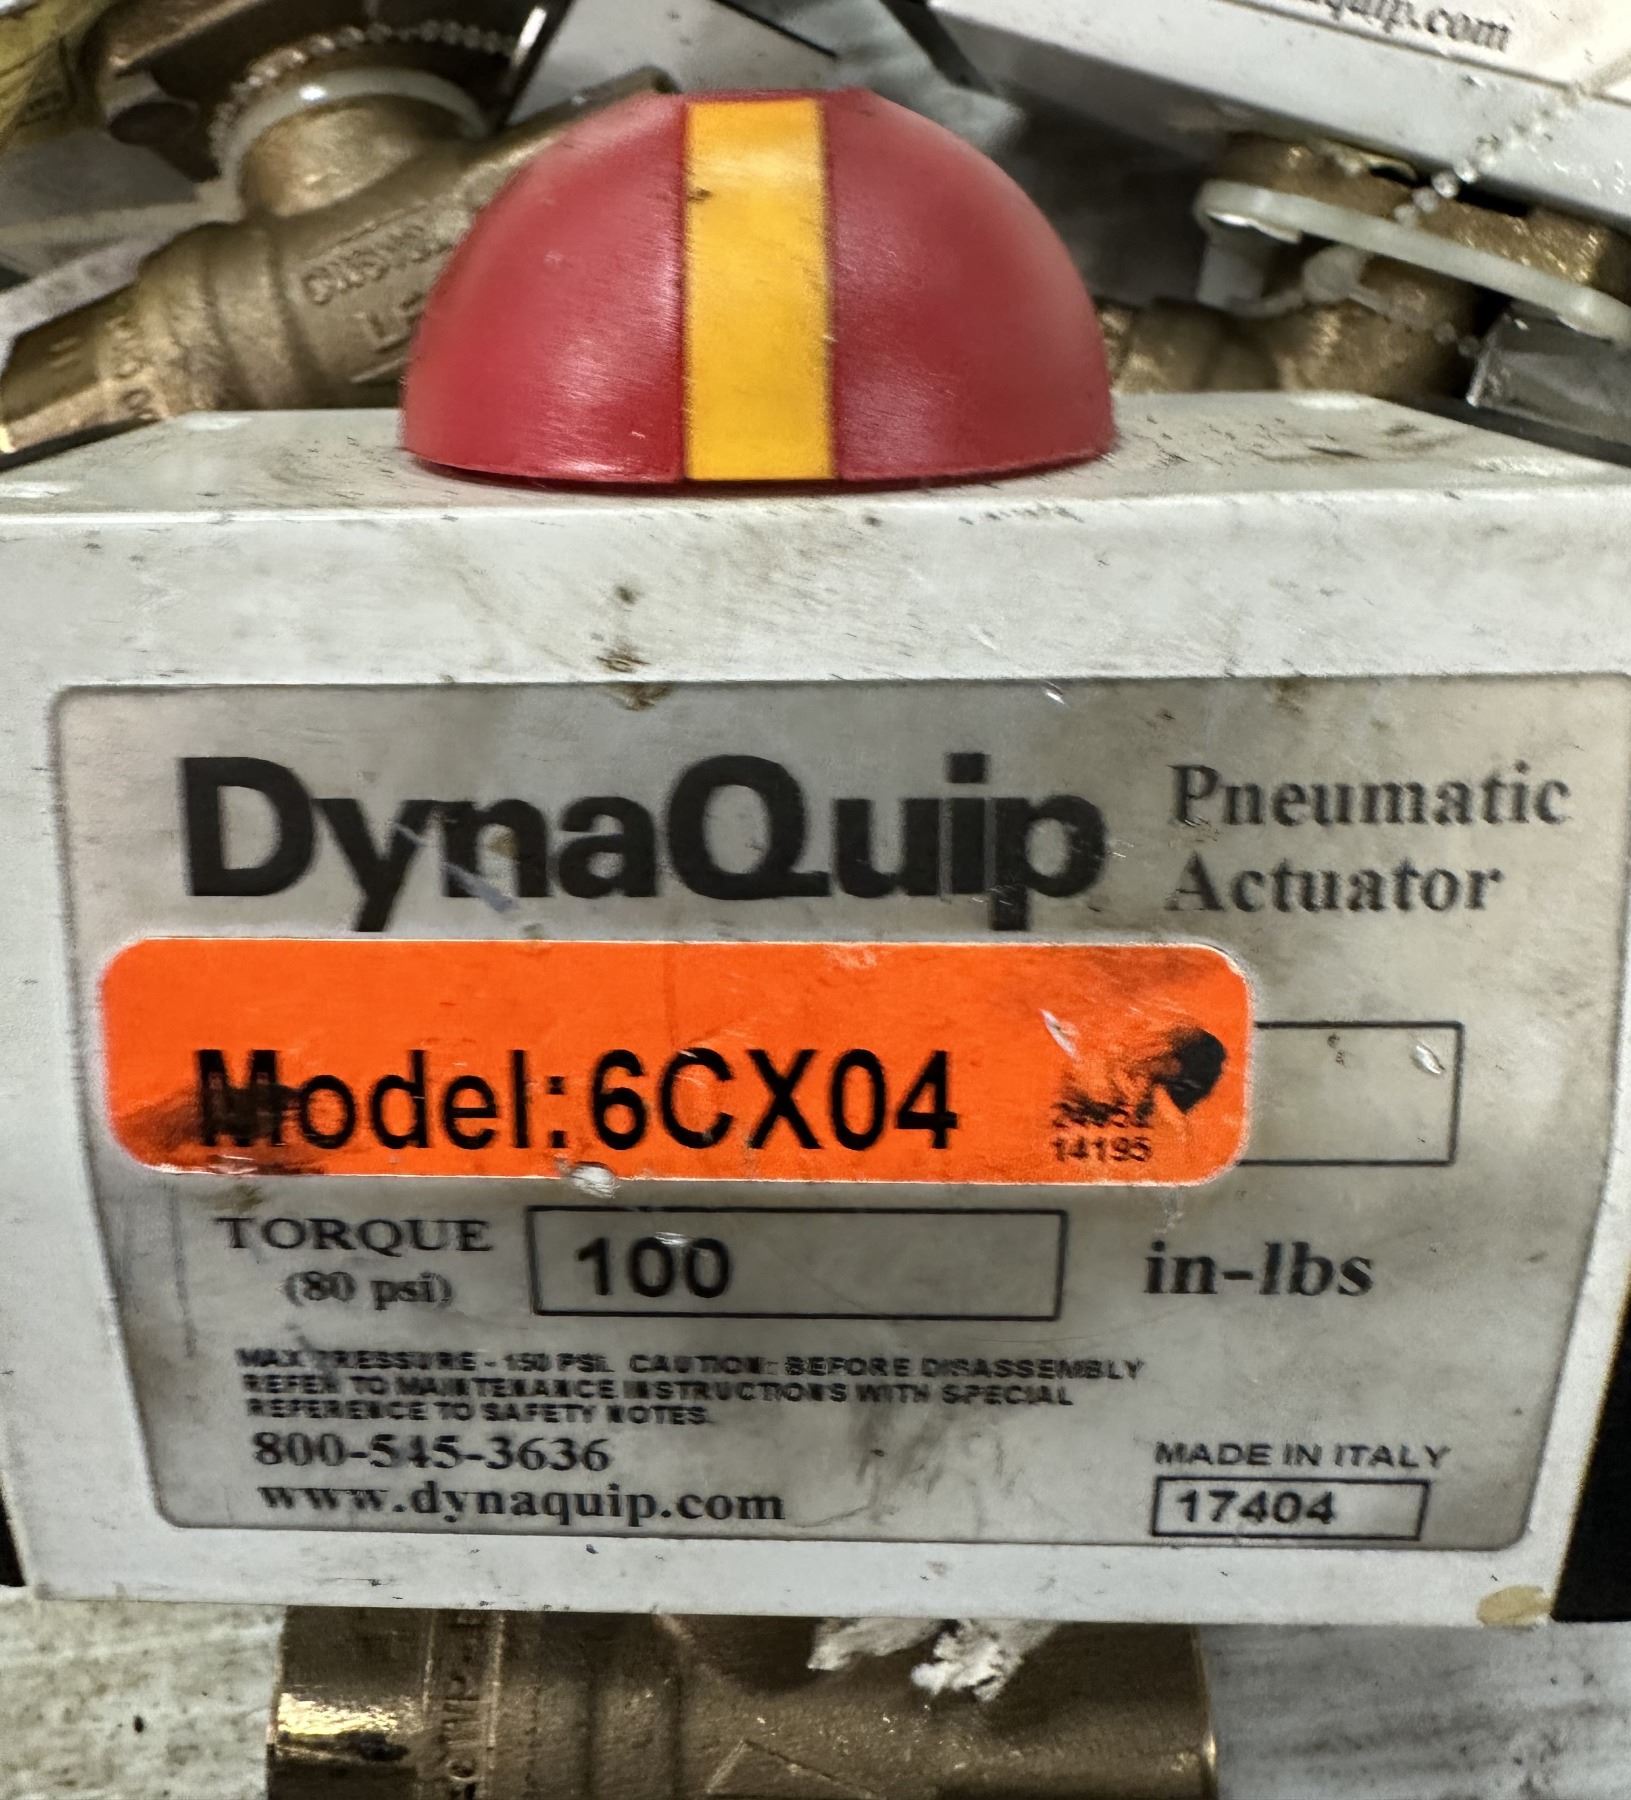 quip.com
DynaQuip
Pneumatic
Actuator
Model:6CX04
14195
TORQUE
(80 psi)
100
in-lbs
MAX PRESSURE - 150 PSI. CAUTION: BEFORE DISASSEMBLY
REFER TO MAINTENANCE INSTRUCTIONS WITH SPECIAL
REFERENCE TO SAFETY NOTES.
800-545-3636
www.dynaquip.com
MADE IN ITALY
17404